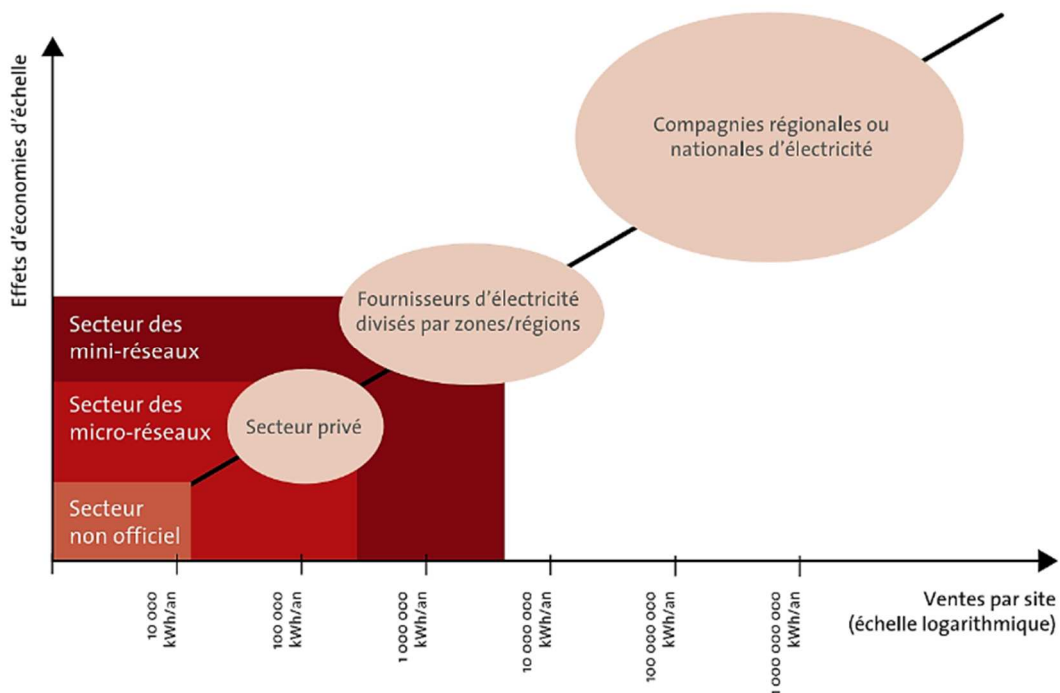 Effets d'économies d'échelle
Compagnies régionales ou
nationales d'électricité
Fournisseurs d'électricité
divisés par zones/régions
Secteur des
mini-réseaux
Secteur des
micro-réseaux
Secteur privé
Secteur
non officiel
10 000
kWh/an
100 000
kWh/an
1 000 000
kWh/an
10 000 000
kWh/an
100 000 000
kWh/an
1 000 000 000
kWh/an
Ventes par site
(échelle logarithmique)